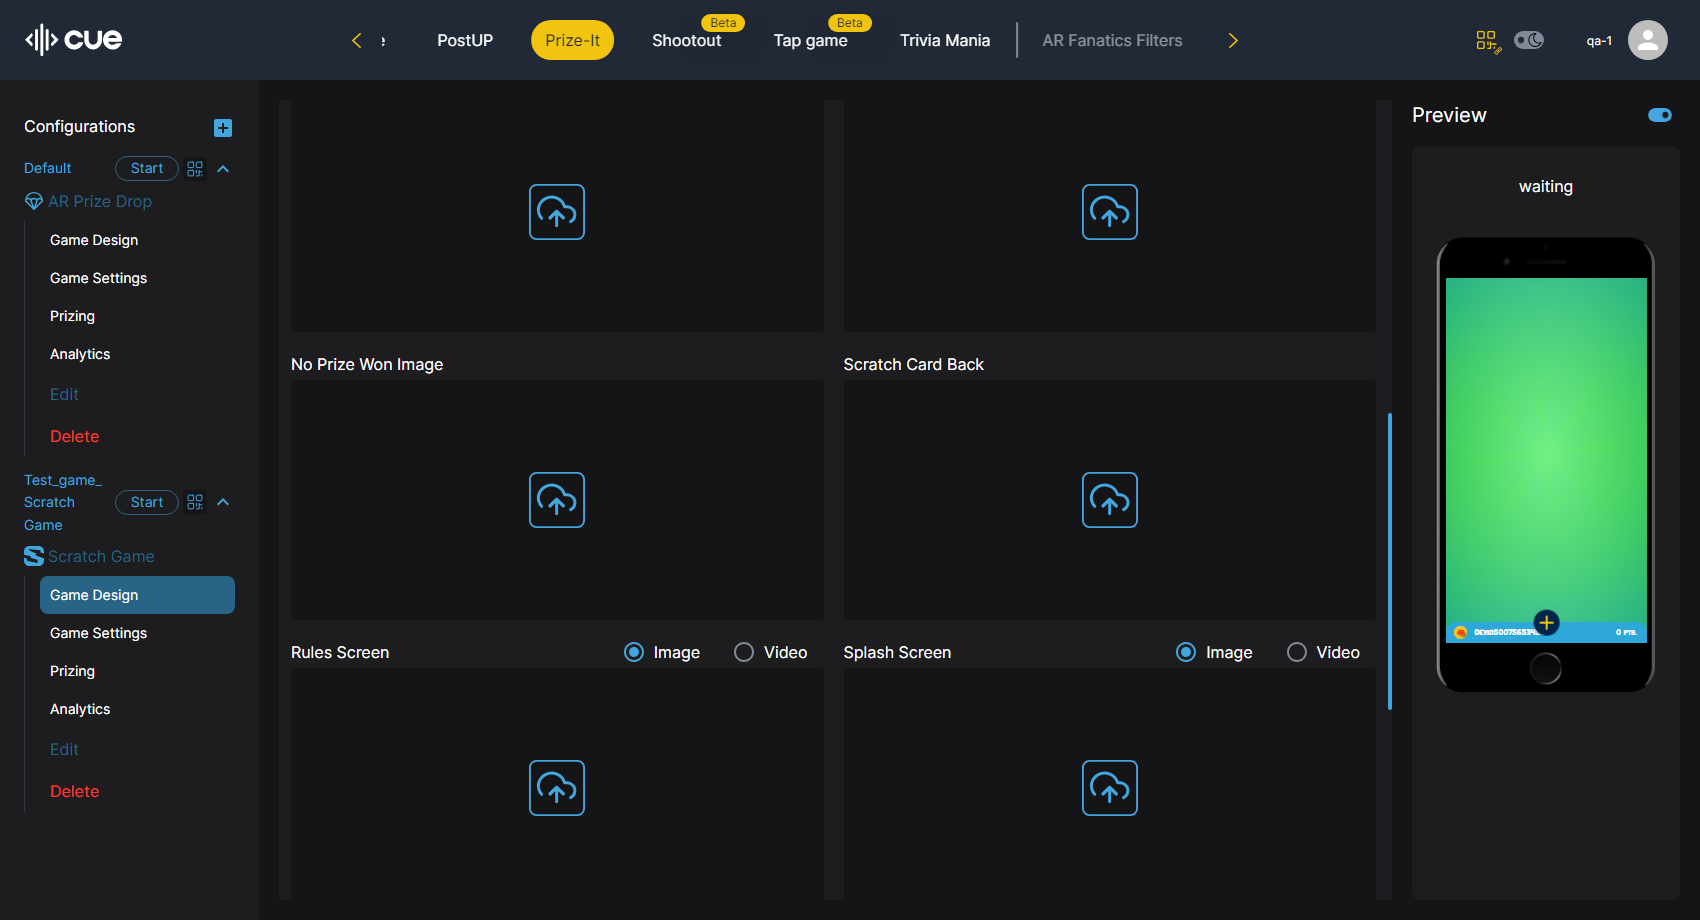 cue
PostUP
Prize-It
Beta
Shootout
Beta
Tap game
Trivia Mania
AR Fanatics Filters
qa-1
Configurations
Default
Start
AR Prize Drop
Game Design
Game Settings
Prizing
Analytics
Edit
Delete
Test_game_
Scratch
Game
Start
Scratch Game
Game Design
Game Settings
Prizing
Analytics
Edit
Delete
No Prize Won Image
Scratch Card Back
Rules Screen
Image
Video
Splash Screen
Image
Video
Preview
waiting
0 PTS.